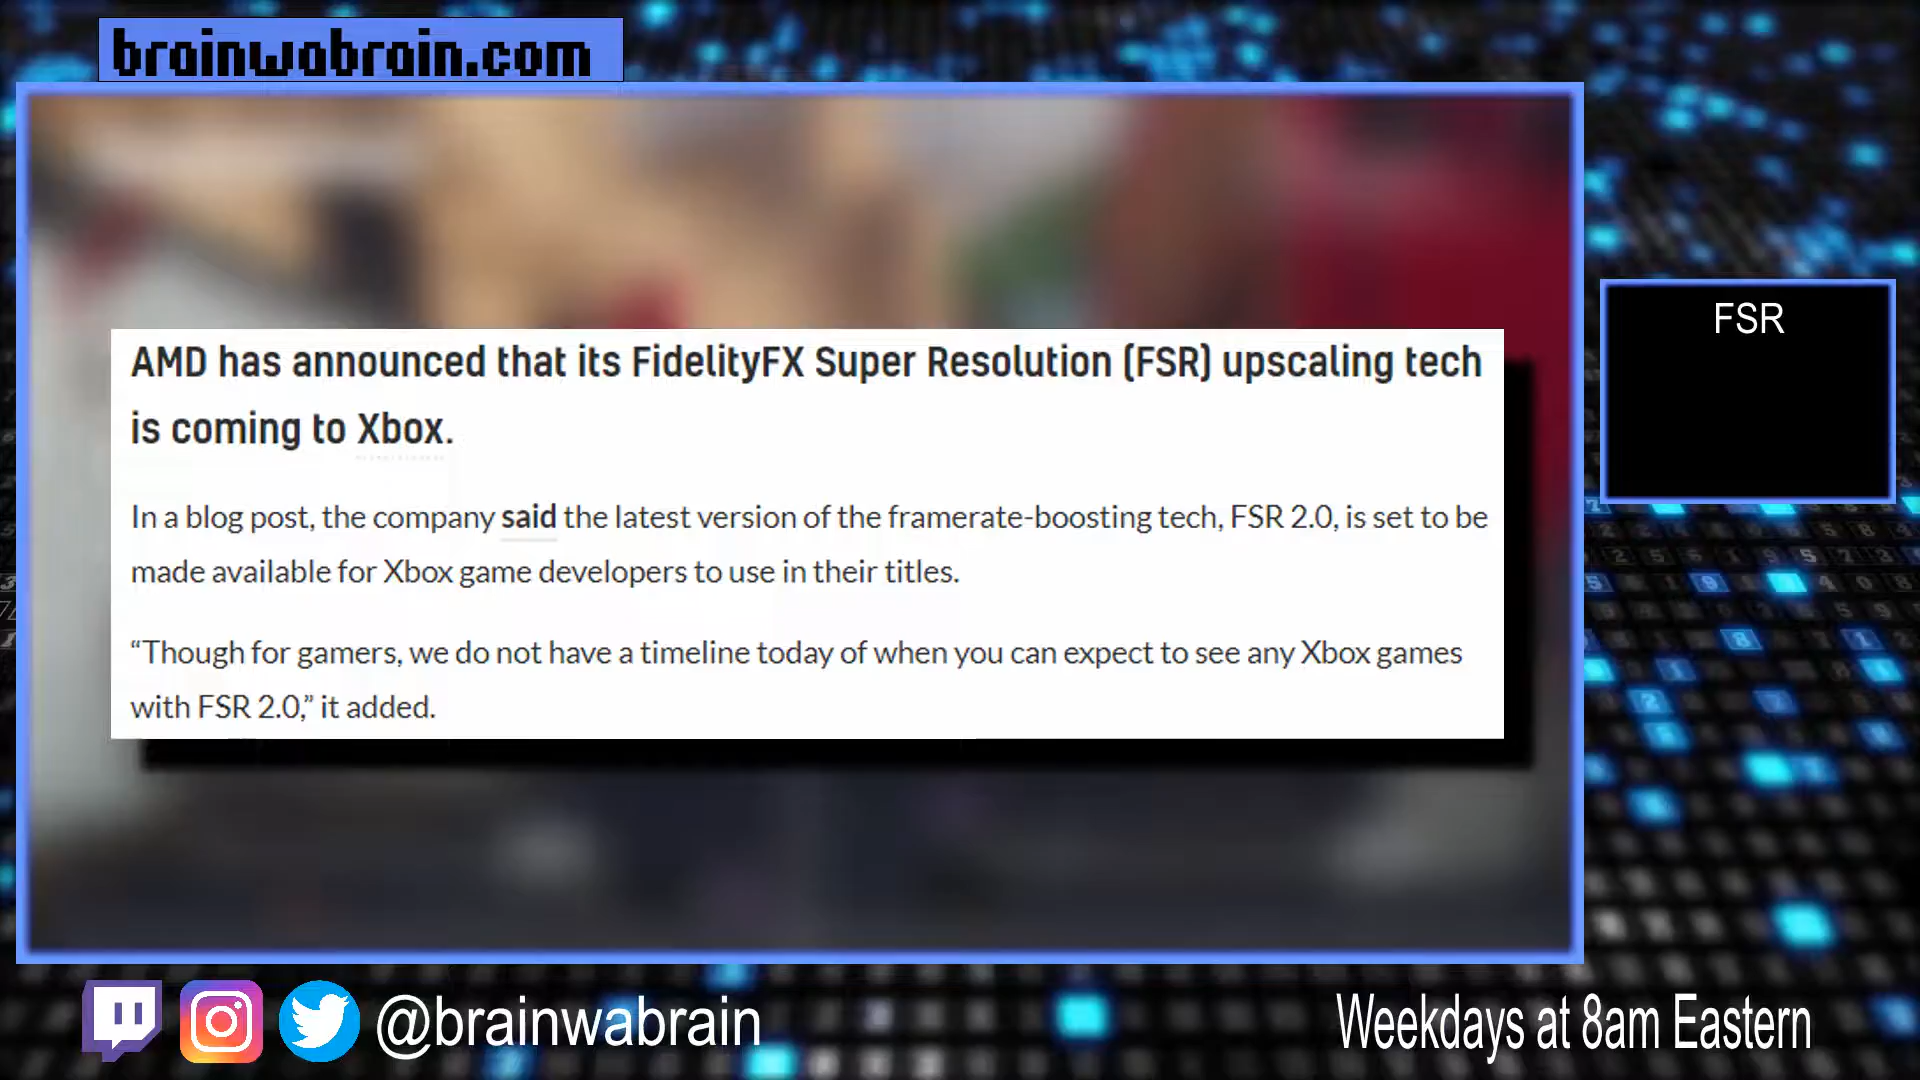 brainwabrain.com
AMD has announced that its FidelityFX Super Resolution (FSR) upscaling tech
is coming to Xbox.
In a blog post, the company said the latest version of the framerate-boosting tech, FSR 2.0, is set to be
made available for Xbox game developers to use in their titles.
“Though for gamers, we do not have a timeline today of when you can expect to see any Xbox games
with FSR 2.0,” it added.
FSR
@brainwabrain
Weekdays at 8am Eastern